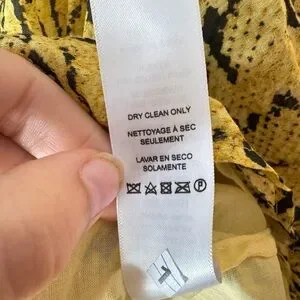 DRY CLEAN ONLY
NETTOYAGE À SEC
SEULEMENT
LAVAR EN SECO
SOLAMENTE
P